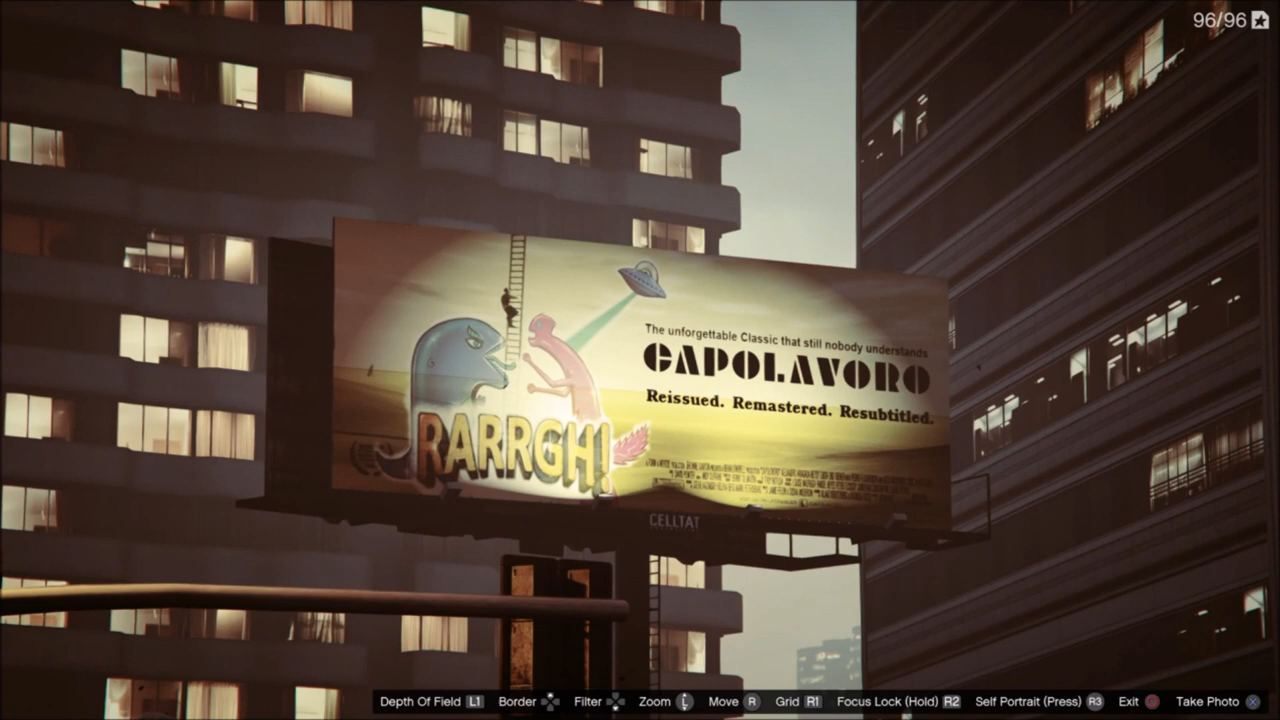 96/96
The unforgettable Classic that still nobody understands
CAPOLAVORO
Reissued. Remastered. Resubtitled.
RARRGH!
CELLTAT
Depth Of Field L1 Border Filter Zoom L Move R Grid R1 Focus Lock (Hold) R2 Self Portrait (Press) R3 Exit Take Photo